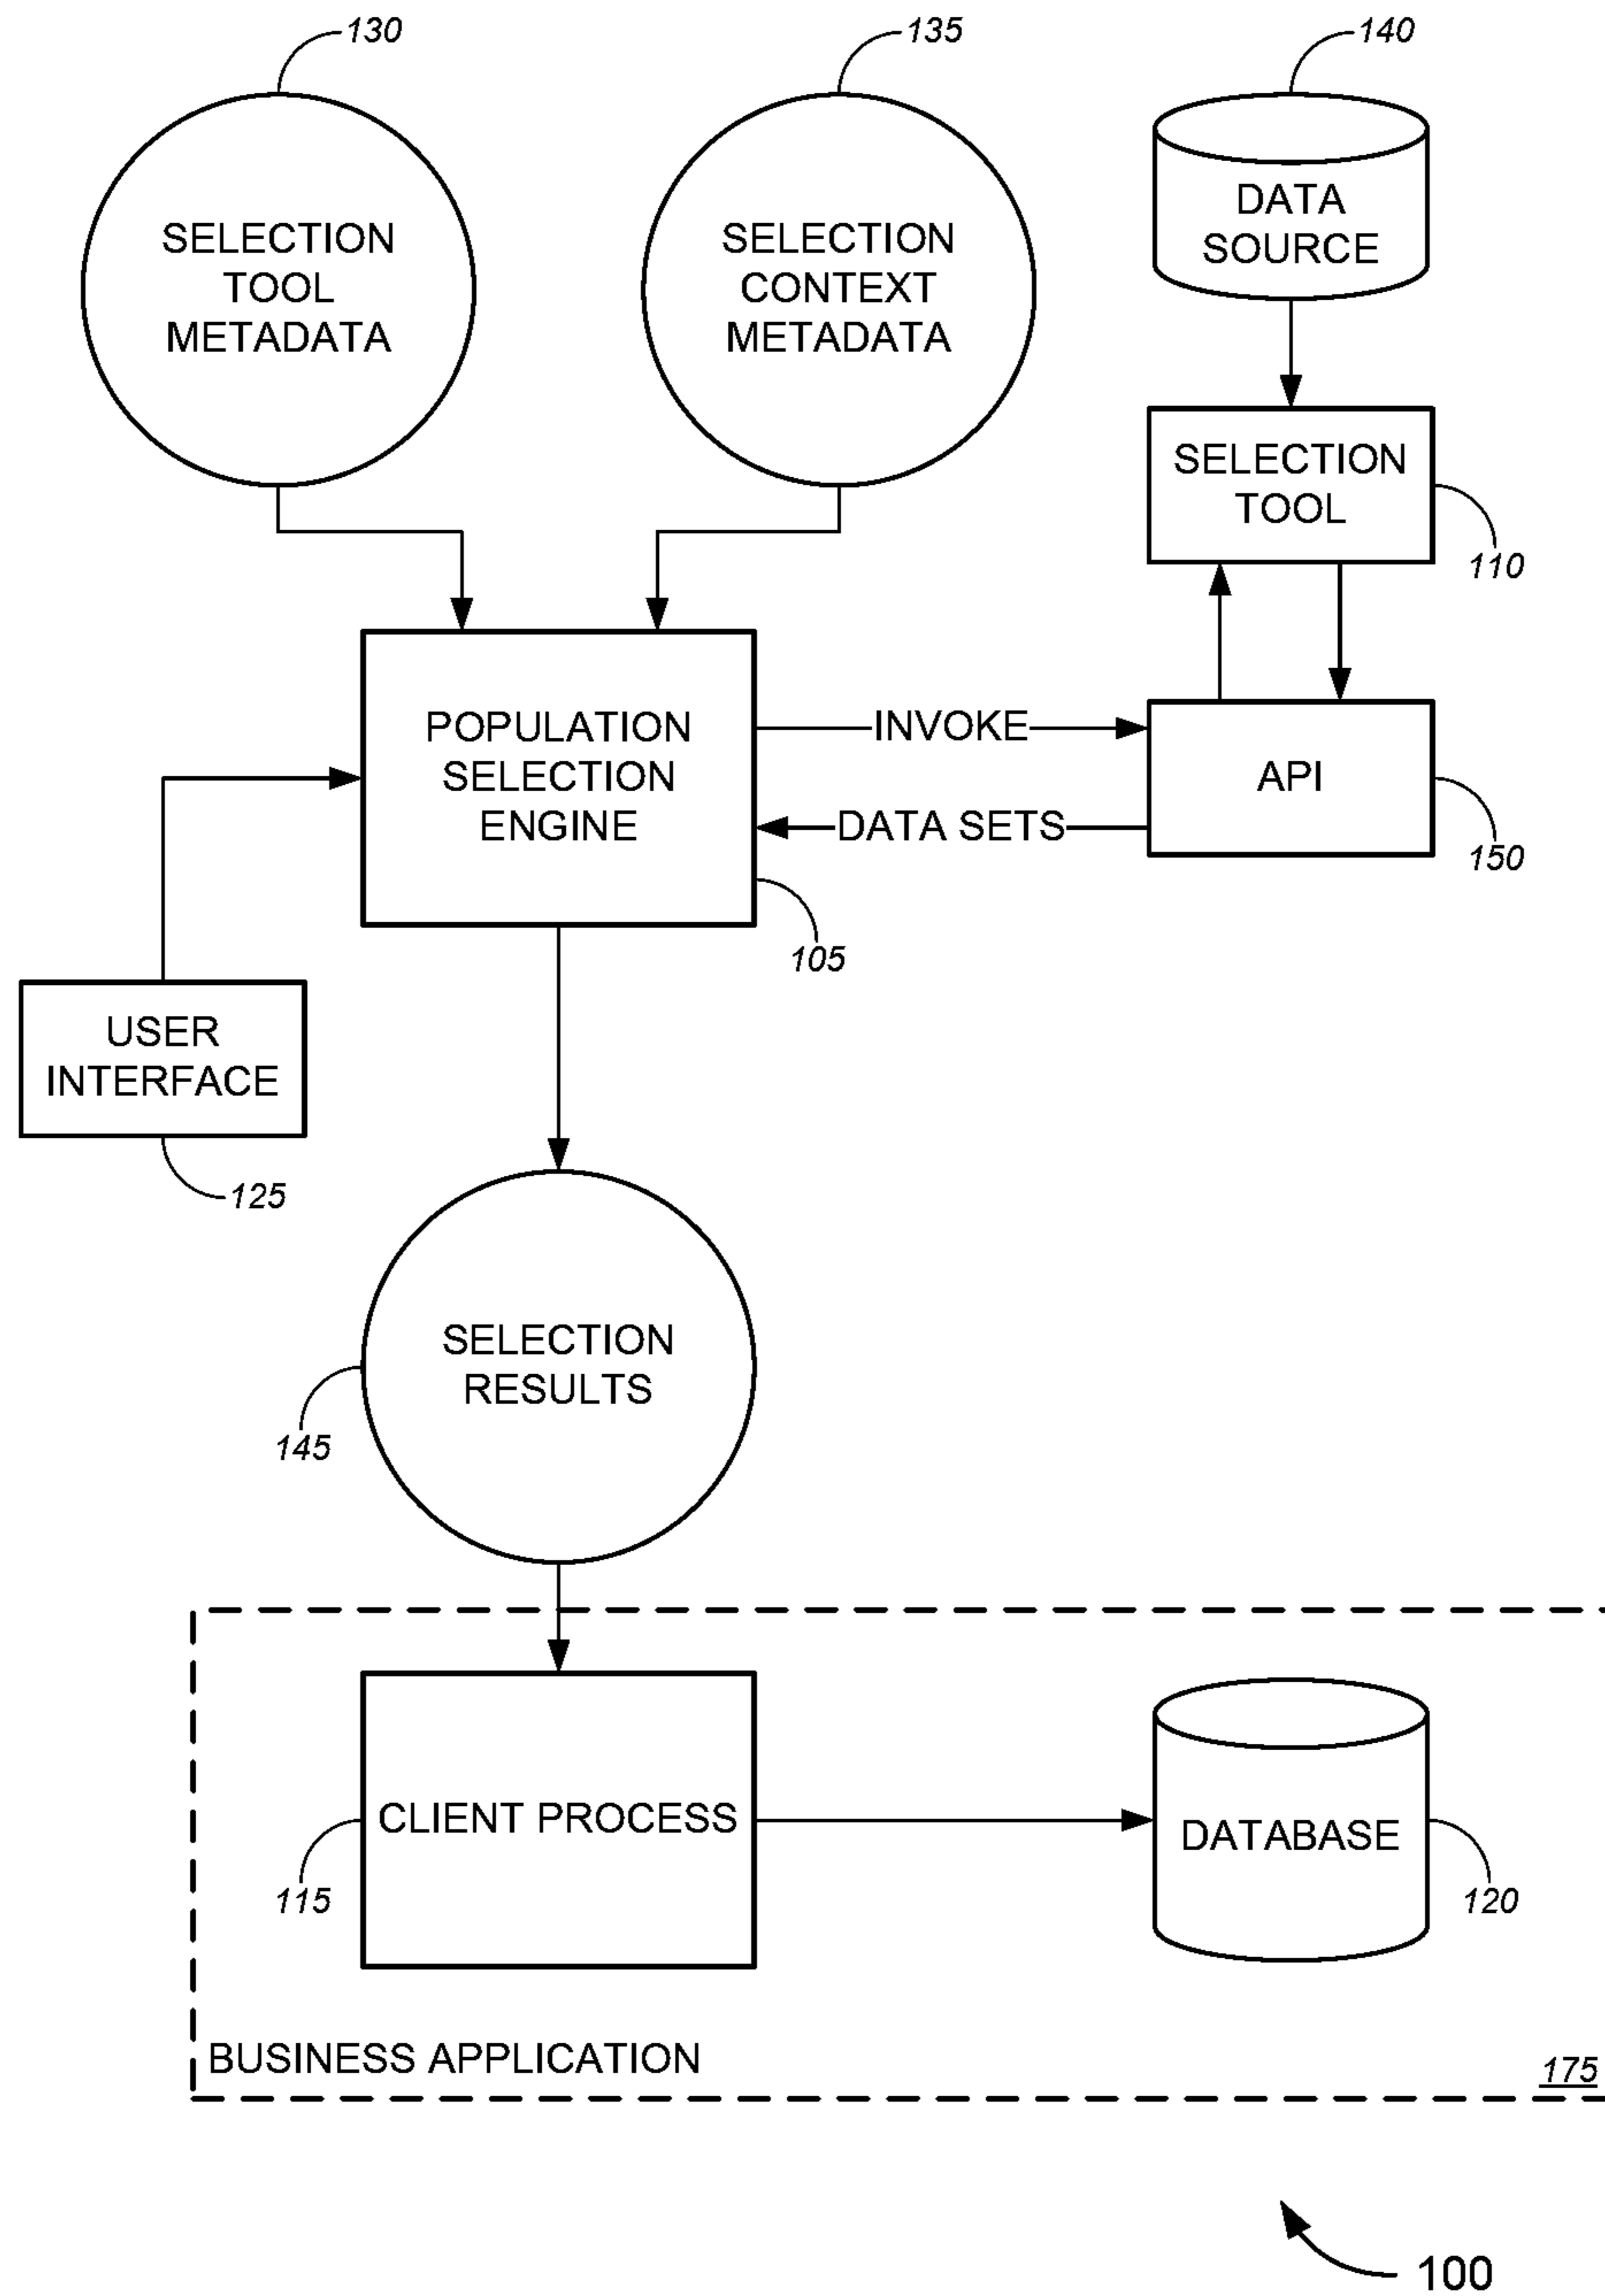 130
135
140
SELECTION
TOOL
METADATA
SELECTION
CONTEXT
METADATA
DATA
SOURCE
SELECTION
TOOL
110
POPULATION
SELECTION
ENGINE
INVOKE
DATA SETS
API
150
105
USER
INTERFACE
125
SELECTION
RESULTS
145
CLIENT PROCESS
115
DATABASE
120
BUSINESS APPLICATION
175
100